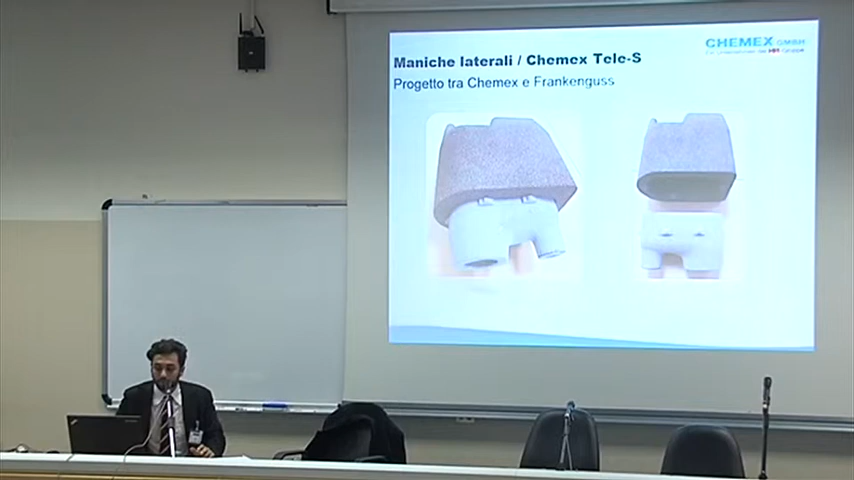 CHEMEX GMBH
Maniche laterali / Chemex Tele-S
Progetto tra Chemex e Frankenguss